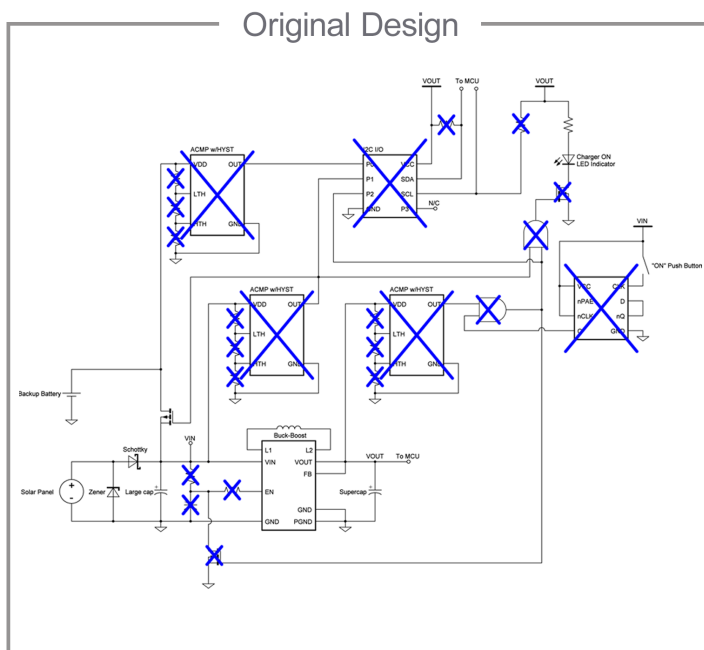 Original Design
VOUT
To MCU
VOUT
ACMP w/HYST
VDD
OUT
LTH
HTH
GND
I2C I/O
P0
VCC
P1
SDA
P2
SCL
GND
P3
N/C
Charger ON
LED Indicator
VIN
"ON" Push Button
VCC
CLK
nPAE
D
nCLK
nQ
Q
GND
ACMP w/HYST
VDD
OUT
LTH
HTH
GND
ACMP w/HYST
VDD
OUT
LTH
HTH
GND
Backup Battery
Schottky
VIN
Buck-Boost
L1
L2
VIN
VOUT
FB
EN
GND
GND
PGND
VOUT
To MCU
Solar Panel
Zener
Large cap
Supercap